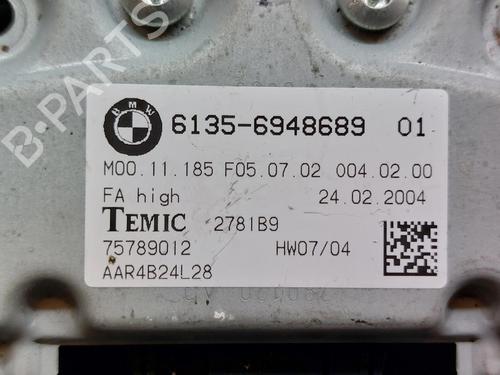 BMW
6135-6948689 01
M00.11.185 F05.07.02 004.02.00
FA high 24.02.2004
TEMIC 2781B9
75789012 HW07/04
AAR4B24L28
B-PARTS